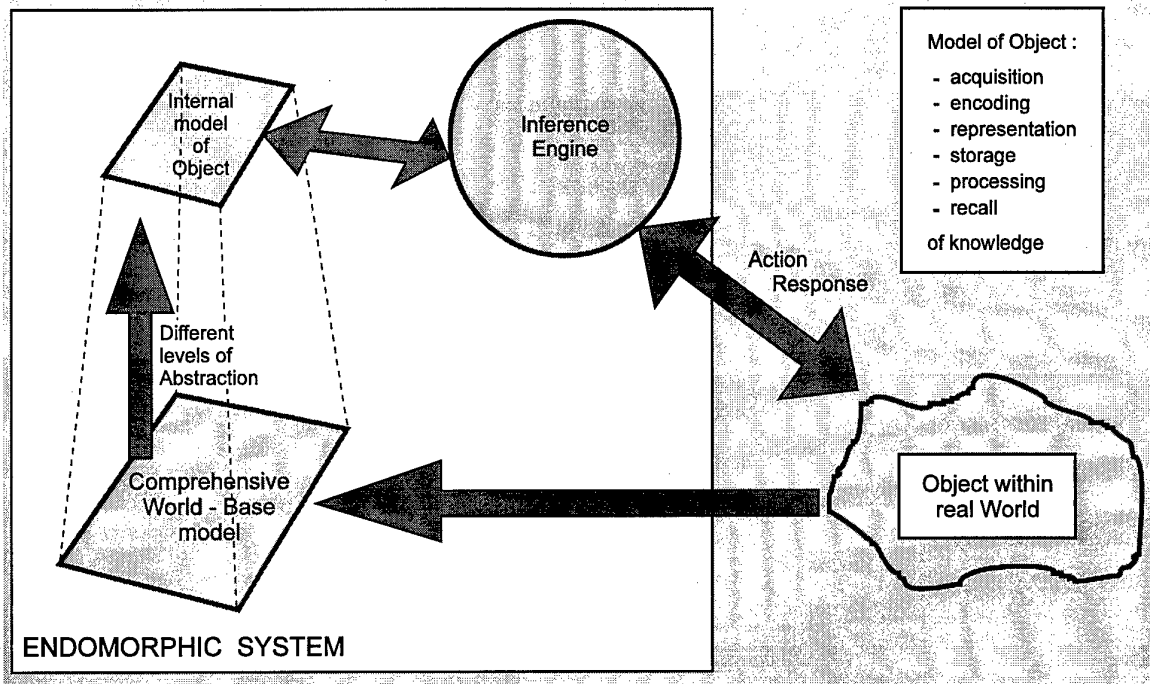 Internal
model
of
Object
Inference
Engine
Model of Object :
- acquisition
- encoding
- representation
- storage
- processing
- recall
of knowledge
Action
Response
Different
levels of
Abstraction
Comprehensive
World - Base
model
Object within
real World
ENDOMORPHIC SYSTEM